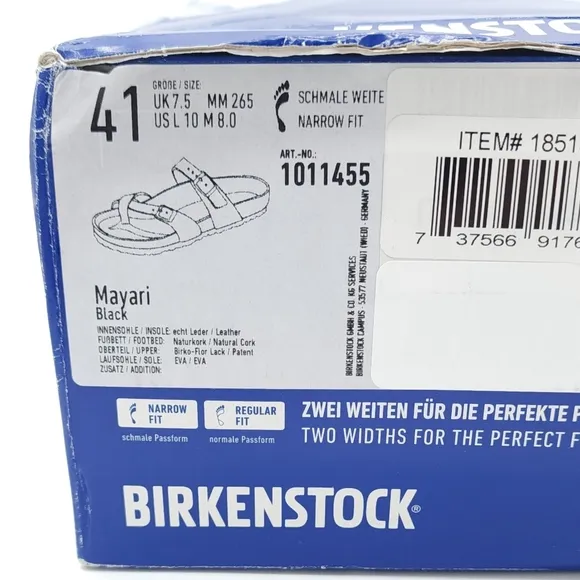 ENSTOC
41
GRÖßE / SIZE:
UK 7.5 MM 265
US L 10 M 8.0
SCHMALE WEITE
NARROW FIT
ART.-NO.:
1011455
Mayari
Black
INNENSOHLE / INSOLE: echt Leder / Leather
FUßBETT / FOOTBED: Naturkork / Natural Cork
OBERTEIL / UPPER: Birko-Flor Lack / Patent
LAUFSOHLE / SOLE: EVA / EVA
ZUSATZ / ADDITION:
BIRKENSTOCK GMBH & CO. KG SERVICES
BIRKENSTOCK CAMPUS 53577 NEUSTADT (WIED) - GERMANY
ITEM# 1851
7 37566 9176
NARROW
FIT
schmale Passform
REGULAR
FIT
normale Passform
ZWEI WEITEN FÜR DIE PERFEKTE P
TWO WIDTHS FOR THE PERFECT F
BIRKENSTOCK®